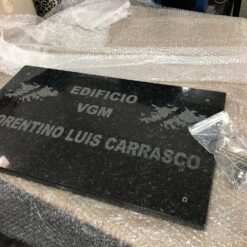 EDIFICIO
VGM
ORENTINO LUIS CARRASCO